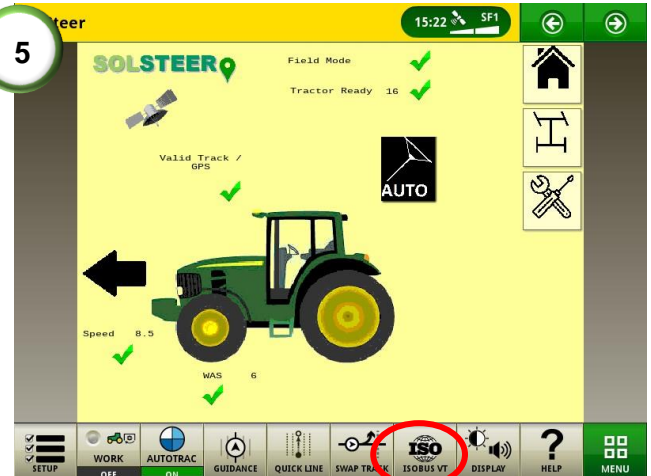 5
teer
15:22 SF1
SOLSTEER
Field Mode
Tractor Ready 16
Valid Track /
GPS
AUTO
Speed 8.5
WAS 6
SETUP
WORK
OFF
AUTOTRAC
ON
GUIDANCE
QUICK LINE
SWAP TRACK
ISO
ISOBUS VT
DISPLAY
?
HELP
MENU